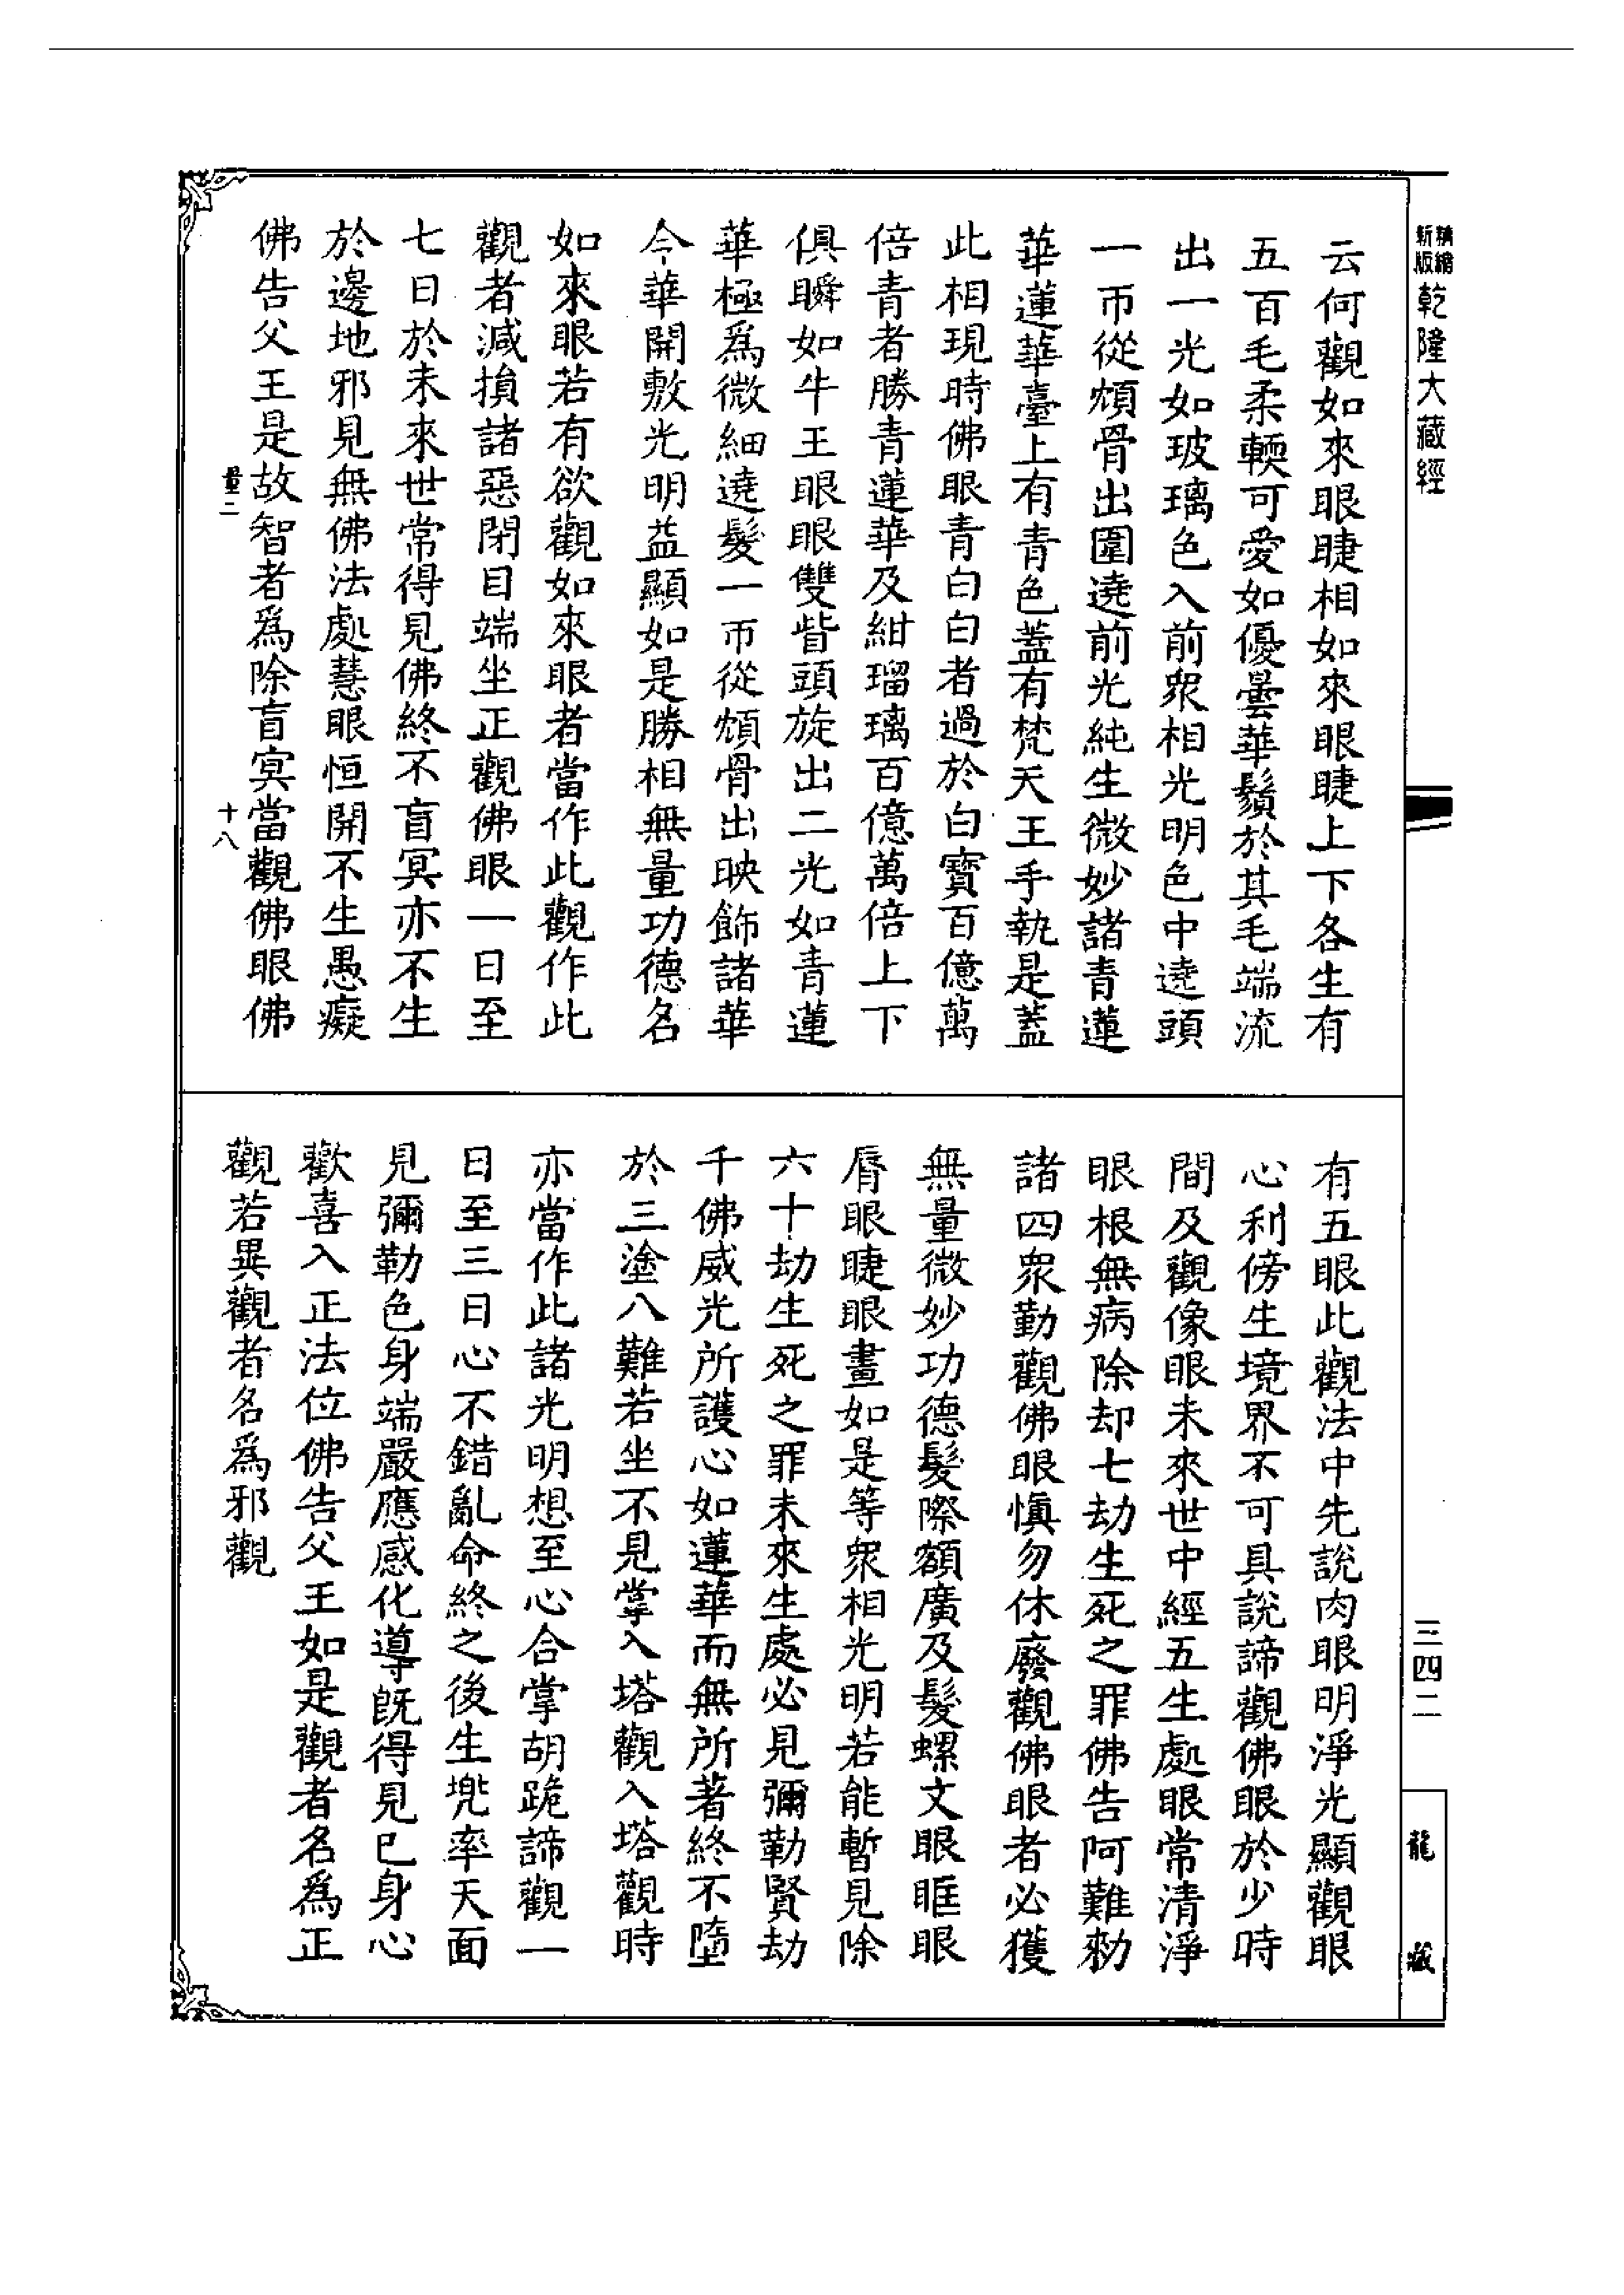 精繪
新版
乾隆大藏經
三四二
龍藏
云何觀如來眼睫相如來眼睫上下各生有
五百毛柔輭可愛如優曇華鬚於其毛端流
出一光如玻璃色入前眾相光明色中遶頭
一帀從頄骨出圍遶前光純生微妙諸青蓮
華蓮華臺上有青色蓋有梵天王手執是蓋
此相現時佛眼青白白者過於白寶百億萬
倍青者勝青蓮華及紺瑠璃百億萬倍上下
俱瞬如牛王眼眼雙眥頭旋出二光如青蓮
華極為微細遶髮一帀從頄骨出映飾諸華
令華開敷光明益顯如是勝相無量功德名
如來眼若有欲觀如來眼者當作此觀作此
觀者減損諸惡閉目端坐正觀佛眼一日至
七日於未來世常得見佛終不盲冥亦不生
於邊地邪見無佛法處慧眼恒開不生愚癡
佛告父王是故智者為除盲冥當觀佛眼佛
量二
十八
有五眼此觀法中先說肉眼明淨光顯觀眼
心利傍生境界不可具說諦觀佛眼於少時
間及觀像眼未來世中經五生處眼常清淨
眼根無病除却七劫生死之罪佛告阿難勑
諸四眾勤觀佛眼慎勿休廢觀佛眼者必獲
無量微妙功德髮際額廣及髮螺文眼眶眼
脣眼睫眼畫如是等眾相光明若能暫見除
六十劫生死之罪未來生處必見彌勒賢劫
千佛威光所護心如蓮華而無所著終不墮
於三塗八難若坐不見掌入塔觀入塔觀時
亦當作此諸光明想至心合掌胡跪諦觀一
日至三日心不錯亂命終之後生兜率天面
見彌勒色身端嚴應感化導既得見已身心
歡喜入正法位佛告父王如是觀者名為正
觀若異觀者名為邪觀